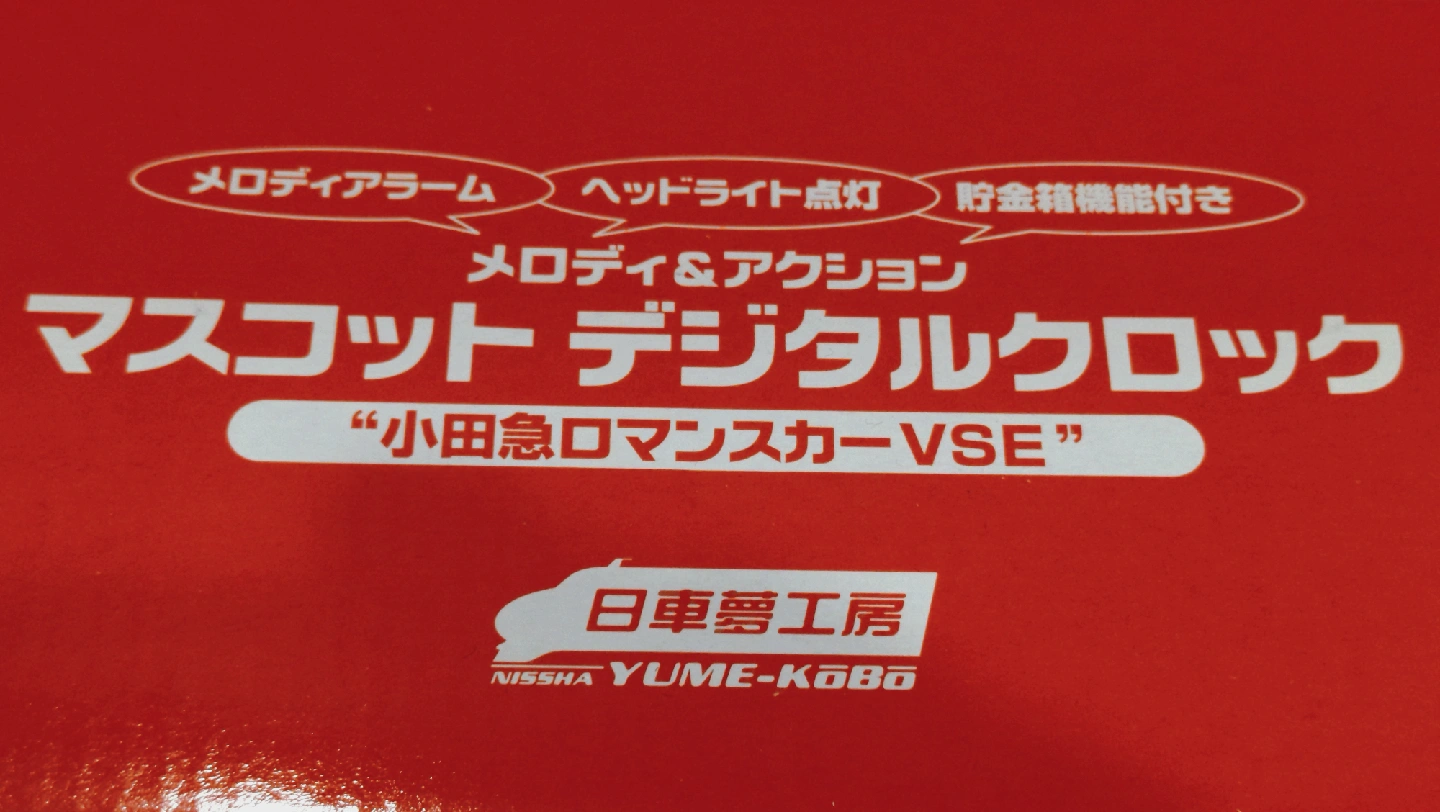 メロディアラーム ヘッドライト点灯 貯金箱機能付き
メロディ&アクション
マスコット デジタルクロック
“小田急ロマンスカーVSE”
日車夢工房
NISSHA YUME-KōBō